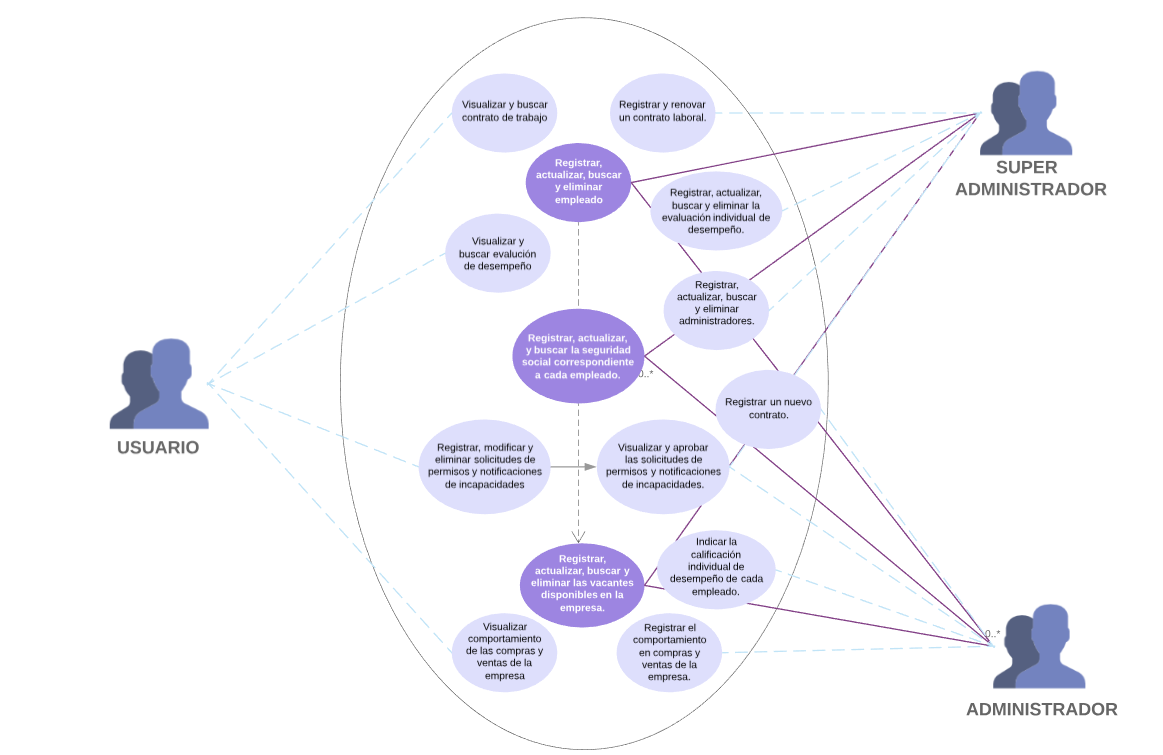 Visualizar y buscar
contrato de trabajo
Registrar y renovar
un contrato laboral.
SUPER
ADMINISTRADOR
Registrar,
actualizar, buscar
y eliminar
empleado
Registrar, actualizar,
buscar y eliminar la
evaluación individual de
desempeño.
Visualizar y
buscar evalución
de desempeño
Registrar,
actualizar, buscar
y eliminar
administradores.
Registrar, actualizar,
y buscar la seguridad
social correspondiente
a cada empleado.
0..*
Registrar un nuevo
contrato.
USUARIO
Registrar, modificar y
eliminar solicitudes de
permisos y notificaciones
de incapacidades
Visualizar y aprobar
las solicitudes de
permisos y notificaciones
de incapacidades.
Registrar,
actualizar, buscar y
eliminar las vacantes
disponibles en la
empresa.
Indicar la
calificación
individual de
desempeño de cada
empleado.
Visualizar
comportamiento
de las compras y
ventas de la
empresa
Registrar el
comportamiento
en compras y
ventas de la
empresa.
0..*
ADMINISTRADOR